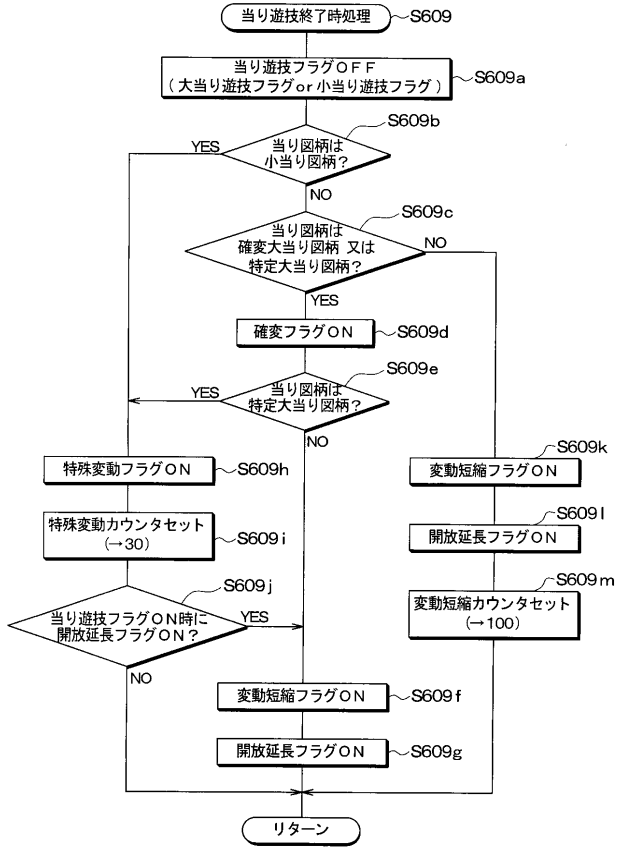 当り遊技終了時処理
S609
当り遊技フラグＯＦＦ
（大当り遊技フラグor小当り遊技フラグ）
S609a
S609b
当り図柄は
小当り図柄？
YES
NO
S609c
当り図柄は
確変大当り図柄 又は
特定大当り図柄？
NO
YES
確変フラグＯＮ
S609d
S609e
当り図柄は
特定大当り図柄？
YES
NO
特殊変動フラグＯＮ
S609h
S609k
変動短縮フラグＯＮ
特殊変動カウンタセット
（→30）
S609i
S609l
開放延長フラグＯＮ
S609j
当り遊技フラグＯＮ時に
開放延長フラグＯＮ？
YES
NO
S609m
変動短縮カウンタセット
（→100）
変動短縮フラグＯＮ
S609f
開放延長フラグＯＮ
S609g
リターン